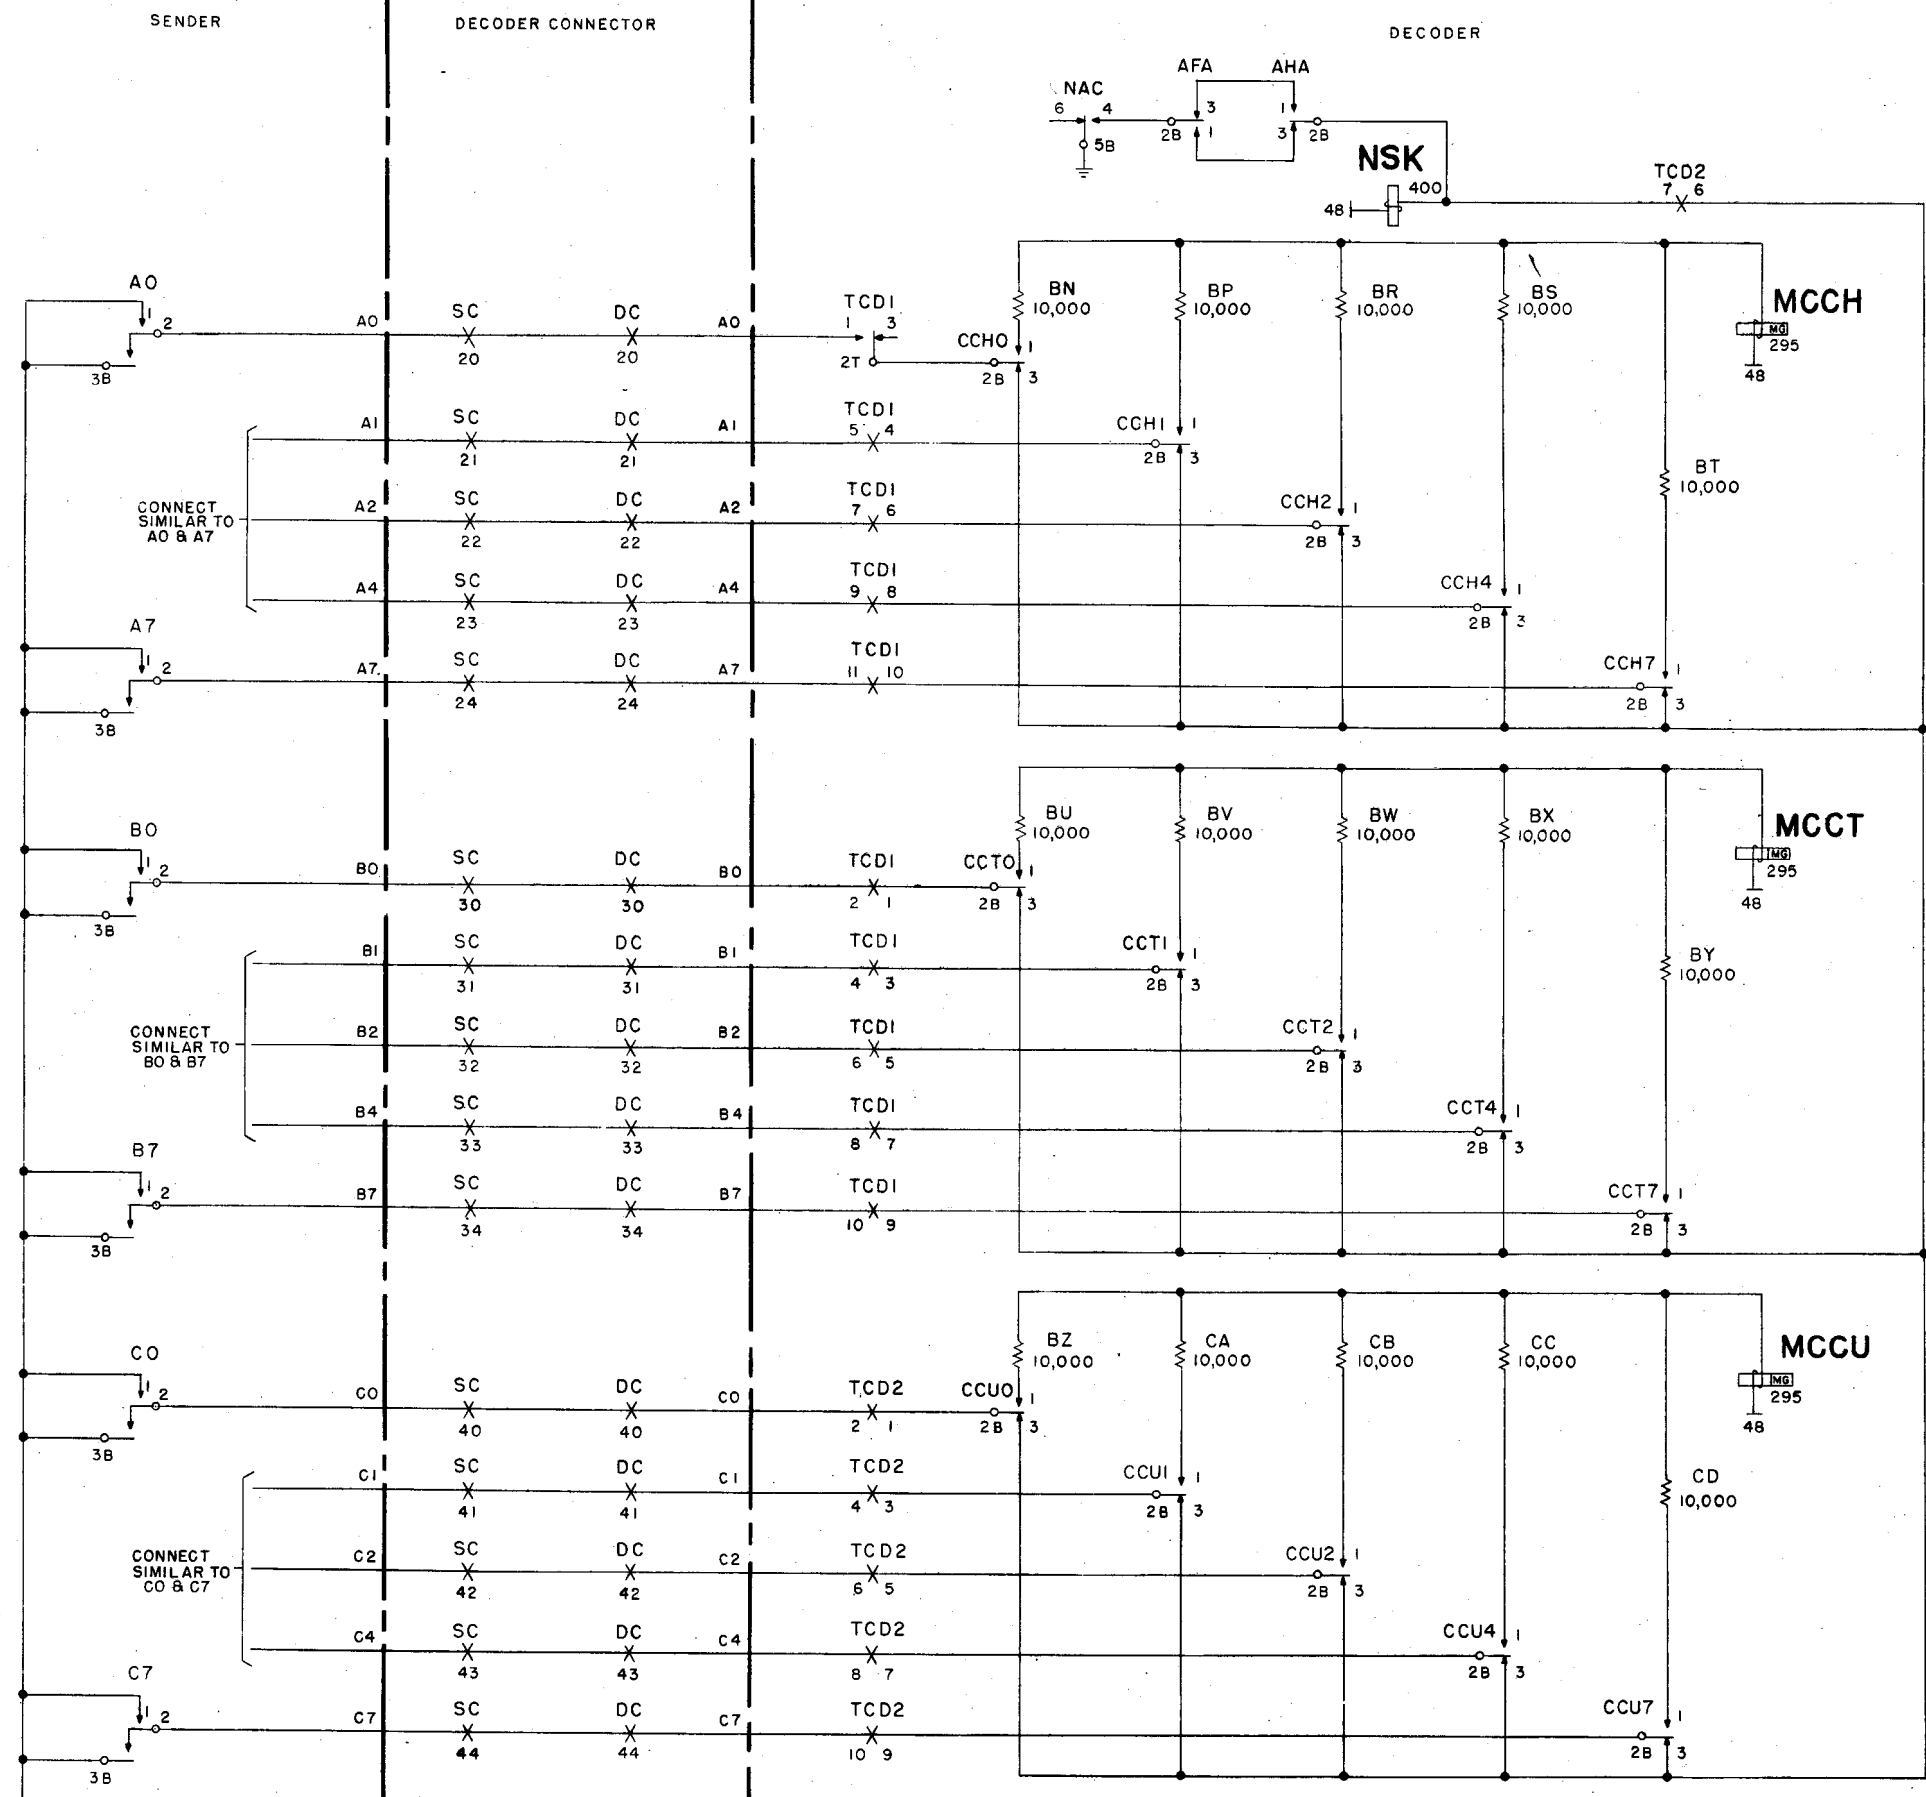 SENDER
DECODER CONNECTOR
DECODER
AFA AHA
NAC
6 4
3 1
2B 1 3 2B
5B
NSK
400
48
TCD2
7 6
BN
10,000
BP
10,000
BR
10,000
BS
10,000
MCCH
MG
295
48
A0
1 2
3B
A0
SC
20
DC
20
A0
TCD1
1 3
2T
CCH0
1
2B 3
A1
SC
21
DC
21
A1
TCD1
5 4
CCH1
1
2B 3
BT
10,000
CONNECT
SIMILAR TO
A0 & A7
A2
SC
22
DC
22
A2
TCD1
7 6
CCH2
1
2B 3
A4
SC
23
DC
23
A4
TCD1
9 8
CCH4
1
2B 3
A7
1 2
3B
A7
SC
24
DC
24
A7
TCD1
11 10
CCH7
1
2B 3
BU
10,000
BV
10,000
BW
10,000
BX
10,000
MCCT
MG
295
48
B0
1 2
3B
B0
SC
30
DC
30
B0
TCD1
2 1
CCT0
1
2B 3
B1
SC
31
DC
31
B1
TCD1
4 3
CCT1
1
2B 3
BY
10,000
CONNECT
SIMILAR TO
B0 & B7
B2
SC
32
DC
32
B2
TCD1
6 5
CCT2
1
2B 3
B4
SC
33
DC
33
B4
TCD1
8 7
CCT4
1
2B 3
B7
1 2
3B
B7
SC
34
DC
34
B7
TCD1
10 9
CCT7
1
2B 3
BZ
10,000
CA
10,000
CB
10,000
CC
10,000
MCCU
MG
295
48
C0
1 2
3B
C0
SC
40
DC
40
C0
TCD2
2 1
CCU0
1
2B 3
C1
SC
41
DC
41
C1
TCD2
4 3
CCU1
1
2B 3
CD
10,000
CONNECT
SIMILAR TO
C0 & C7
C2
SC
42
DC
42
C2
TCD2
6 5
CCU2
1
2B 3
C4
SC
43
DC
43
C4
TCD2
8 7
CCU4
1
2B 3
C7
1 2
3B
C7
SC
44
DC
44
C7
TCD2
10 9
CCU7
1
2B 3